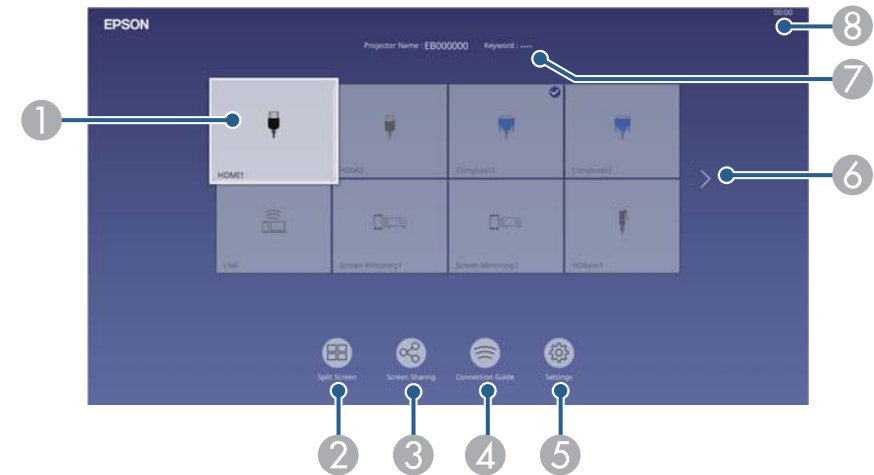 EPSON
00:00
8
Projector Name : EB000000 Keyword : ----
7
1
HDMI1
HDMI2
Computer1
Computer2
6
LAN
Screen Mirroring1
Screen Mirroring2
HDBaseT
Split Screen
Screen Sharing
Connection Guide
Settings
2
3
4
5